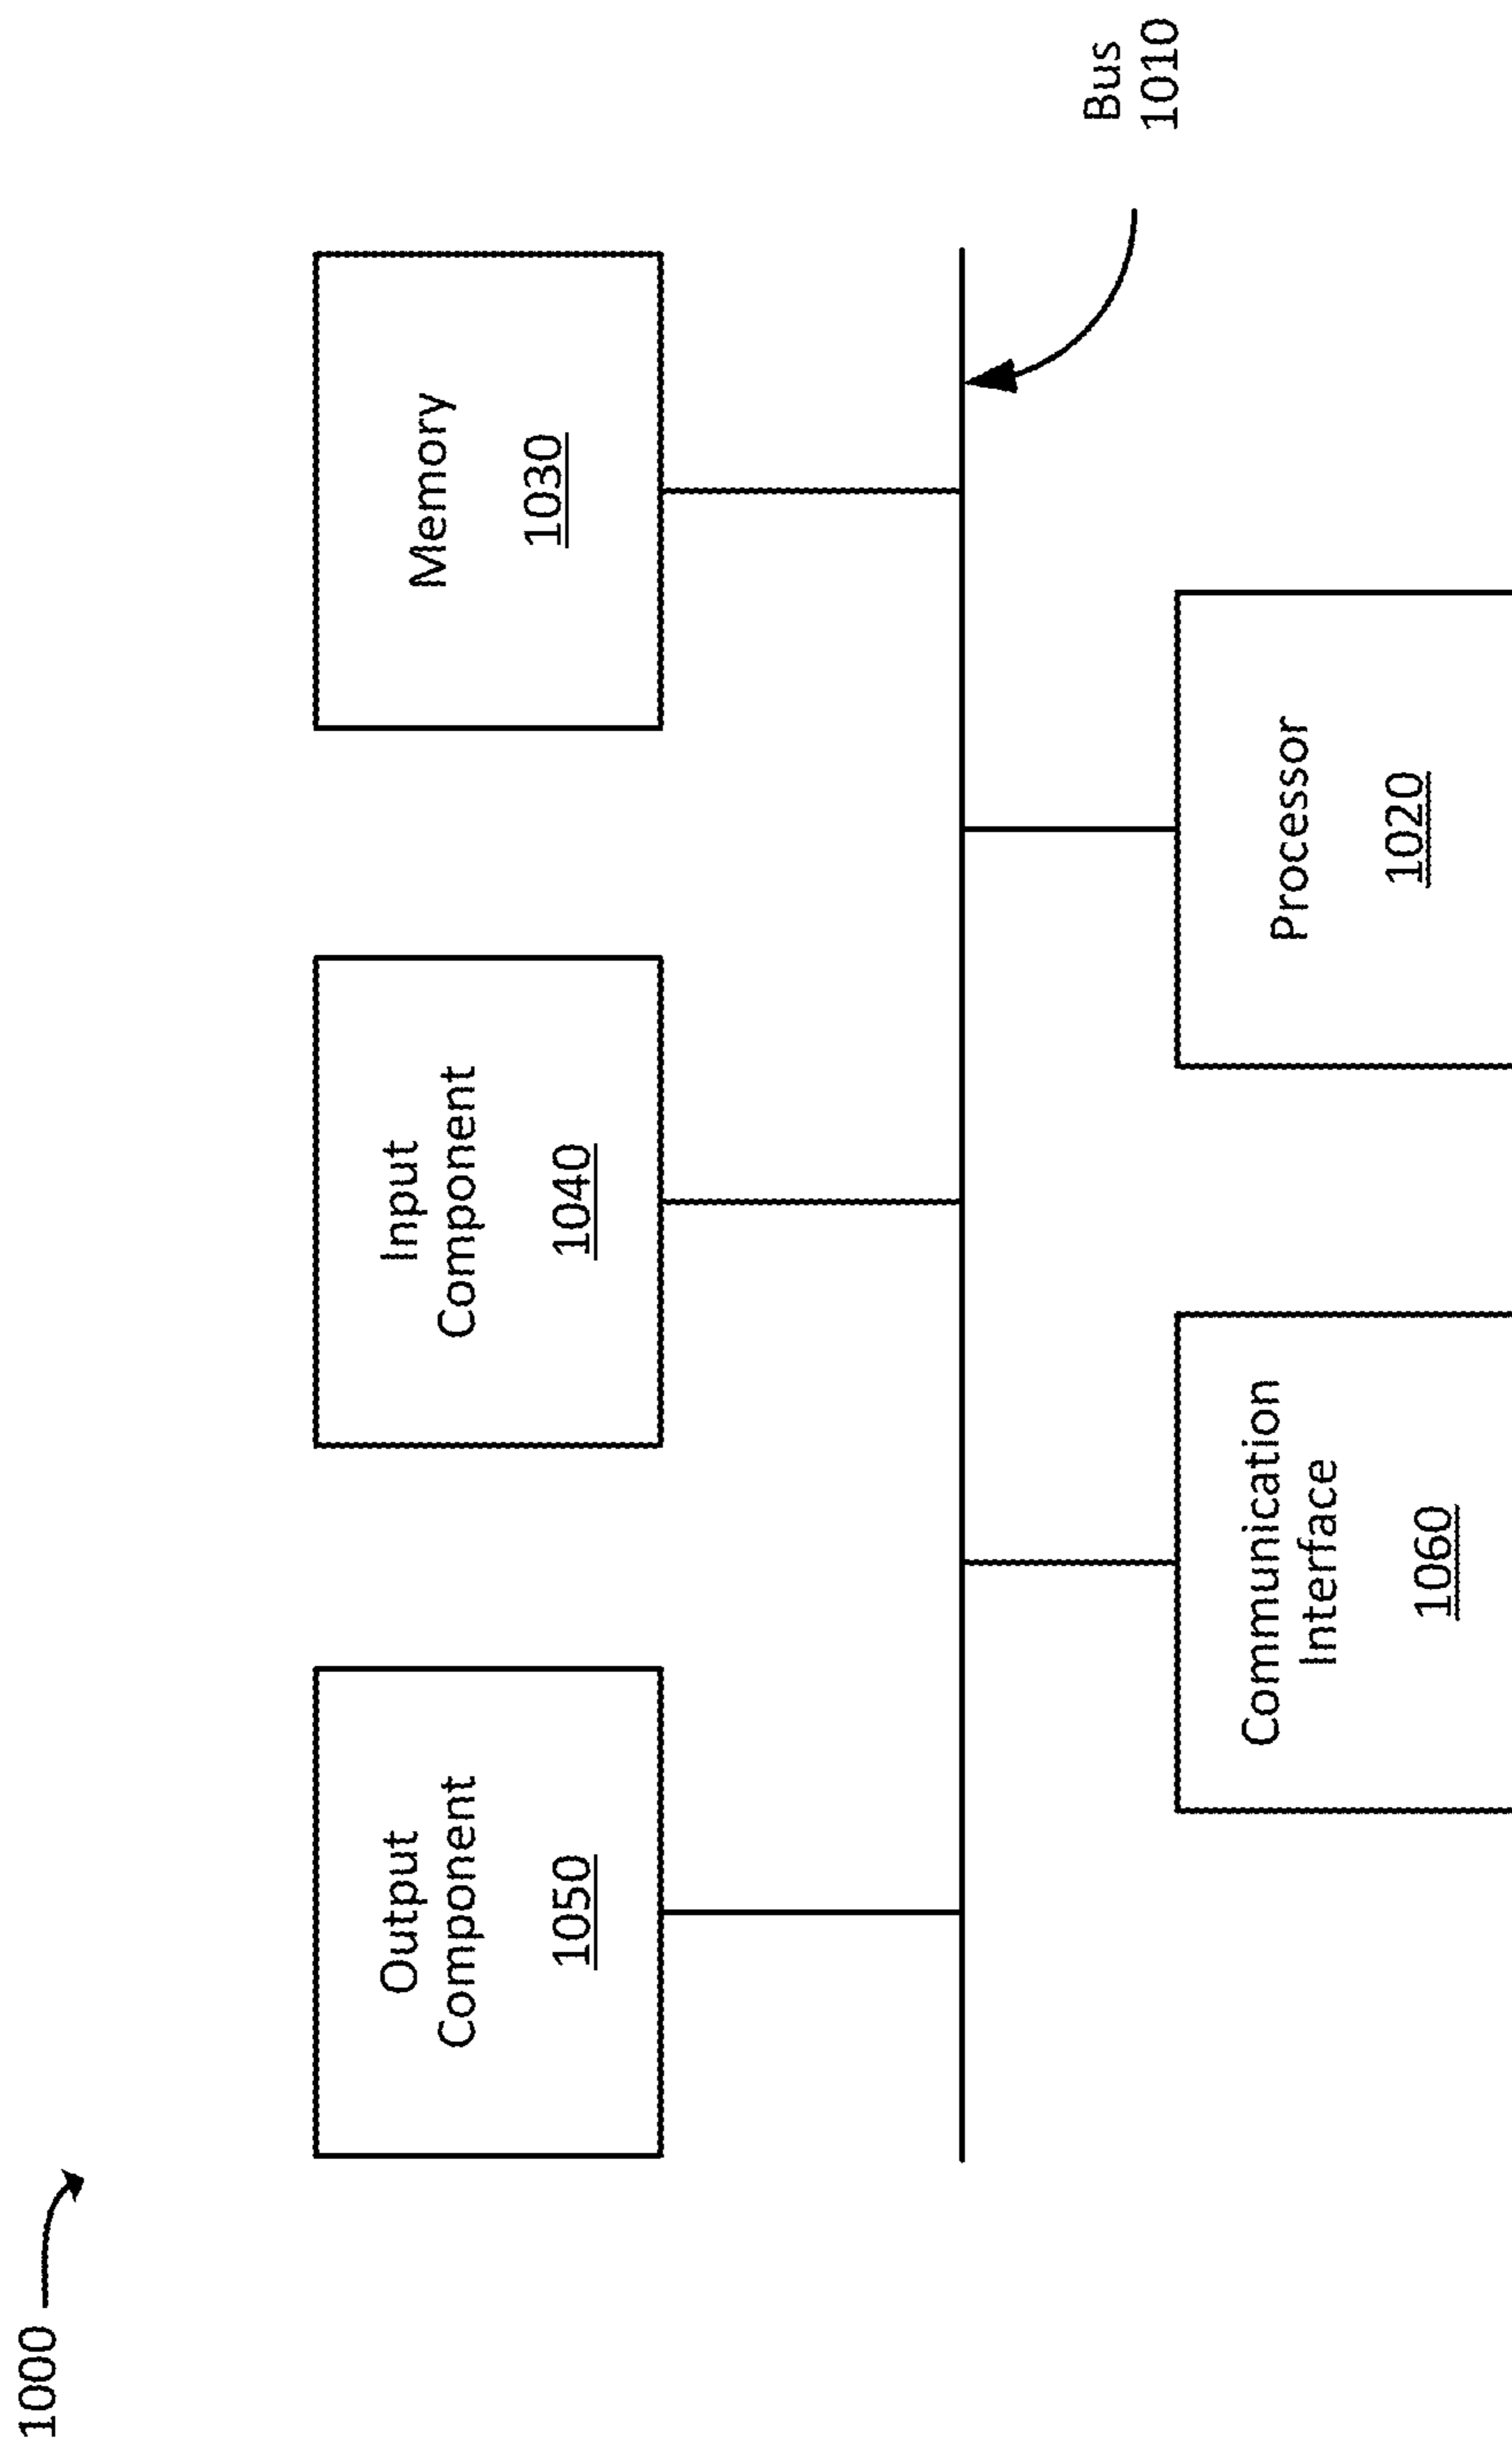 1000
Output
Component
1050
Input
Component
1040
Memory
1030
Bus
1010
Communication
Interface
1060
Processor
1020